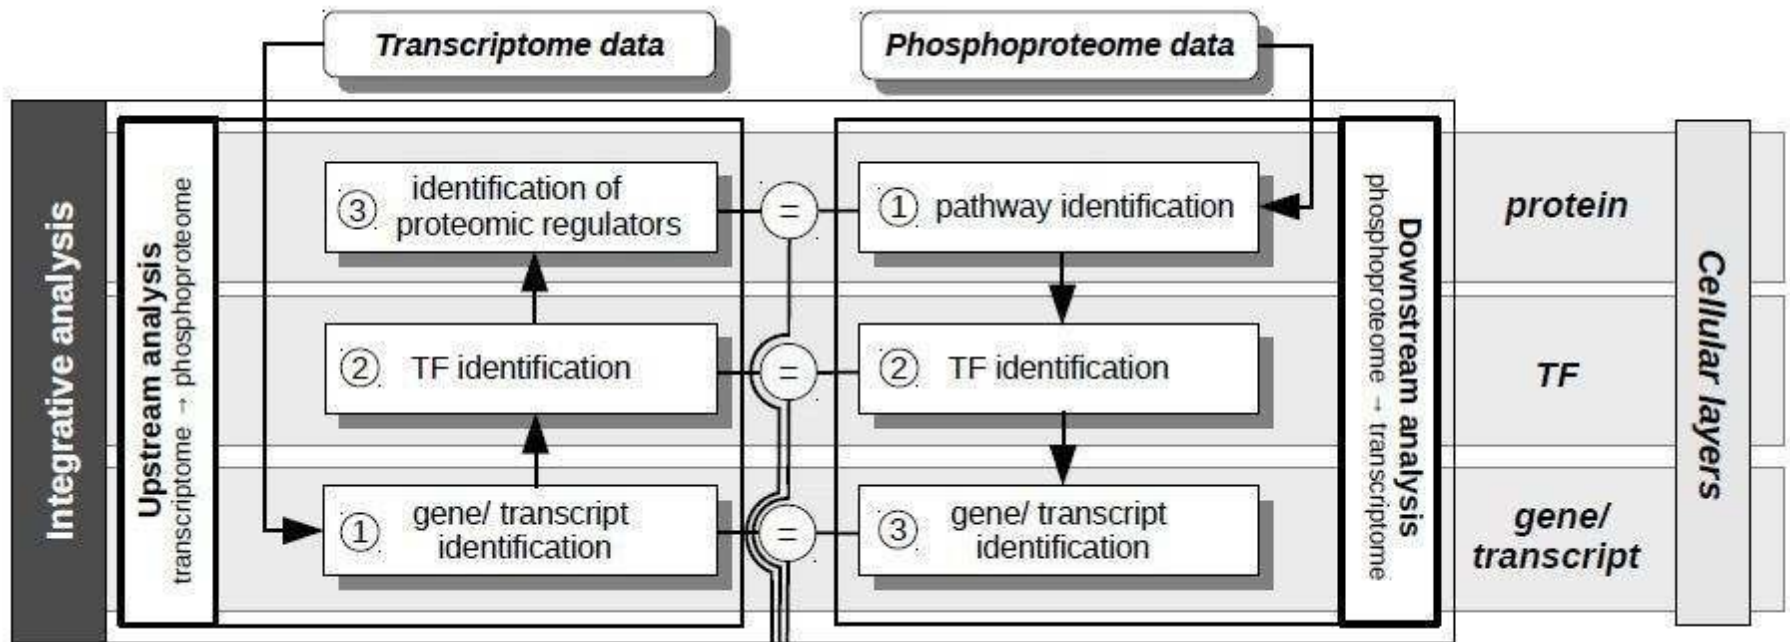 Transcriptome data
Phosphoproteome data
Integrative analysis
Upstream analysis
transcriptome → phosphoproteome
③ identification of
proteomic regulators
=
① pathway identification
② TF identification
=
② TF identification
① gene/ transcript
identification
=
③ gene/ transcript
identification
Downstream analysis
phosphoproteome → transcriptome
protein
TF
gene/
transcript
Cellular layers